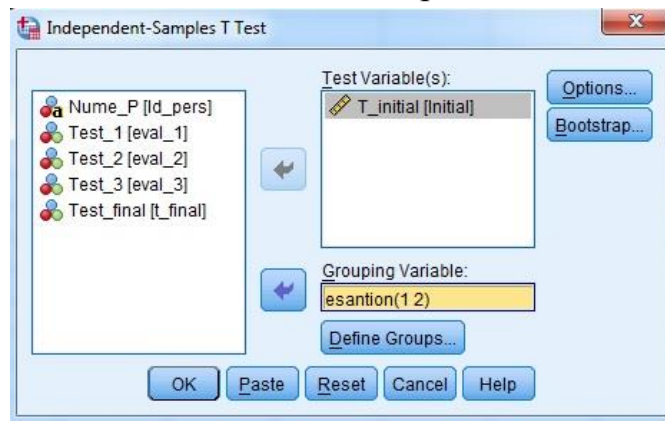 Independent-Samples T Test
Nume_P [Id_pers]
Test_1 [eval_1]
Test_2 [eval_2]
Test_3 [eval_3]
Test_final [t_final]
Test Variable(s):
T_initial [Initial]
Grouping Variable:
esantion(1 2)
Define Groups...
Options...
Bootstrap...
OK Paste Reset Cancel Help